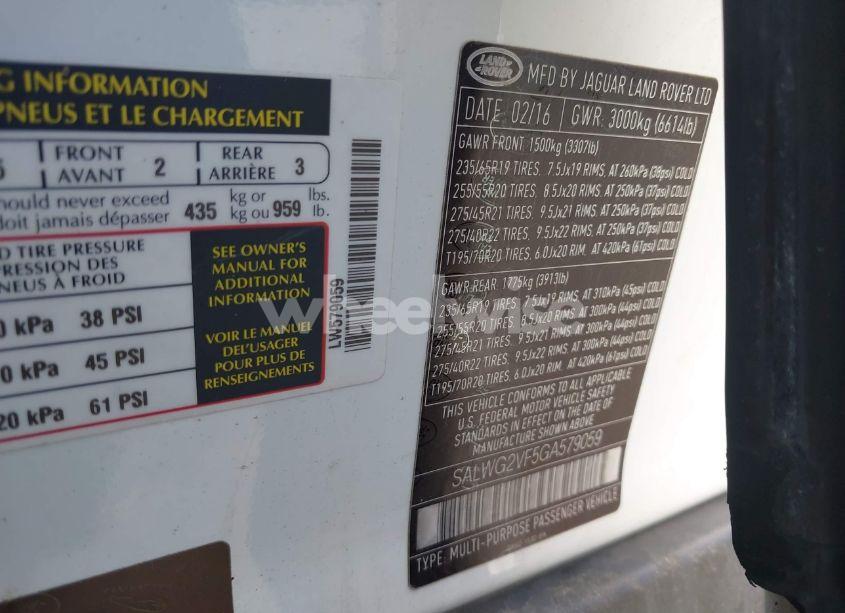 G INFORMATION
PNEUS ET LE CHARGEMENT
FRONT 2 REAR 3
AVANT ARRIÈRE
hould never exceed 435 kg or 959 lbs.
doit jamais dépasser kg ou lb.
D TIRE PRESSURE
PRESSION DES
NEUS À FROID
0 kPa 38 PSI
0 kPa 45 PSI
20 kPa 61 PSI
SEE OWNER'S
MANUAL FOR
ADDITIONAL
INFORMATION
VOIR LE MANUEL
DEL'USAGER
POUR PLUS DE
RENSEIGNEMENTS
LW579059
LAND
ROVER
MFD BY JAGUAR LAND ROVER LTD
DATE: 02/16 GWR: 3000kg (6614lb)
GAWR FRONT 1500kg (3307lb)
235/65R19 TIRES. 7.5Jx19 RIMS. AT 260kPa (38psi) COLD
255/55R20 TIRES. 8.5Jx20 RIMS. AT 250kPa (37psi) COLD
275/45R21 TIRES. 9.5Jx21 RIMS. AT 250kPa (37psi) COLD
275/40R22 TIRES. 9.5Jx22 RIMS. AT 250kPa (37psi) COLD
T195/70R20 TIRES. 6.0Jx20 RIM. AT 420kPa (61psi) COLD
GAWR REAR 1775kg (3913lb)
235/65R19 TIRES. 7.5Jx19 RIMS. AT 310kPa (45psi) COLD
255/55R20 TIRES. 8.5Jx20 RIMS. AT 300kPa (44psi) COLD
275/45R21 TIRES. 9.5Jx21 RIMS. AT 300kPa (44psi) COLD
275/40R22 TIRES. 9.5Jx22 RIMS. AT 300kPa (44psi) COLD
T195/70R20 TIRES. 6.0Jx20 RIM. AT 420kPa (61psi) COLD
THIS VEHICLE CONFORMS TO ALL APPLICABLE
U.S. FEDERAL MOTOR VEHICLE SAFETY
STANDARDS IN EFFECT ON THE DATE OF
MANUFACTURE SHOWN ABOVE.
SALWG2VF5GA579059
TYPE: MULTI-PURPOSE PASSENGER VEHICLE